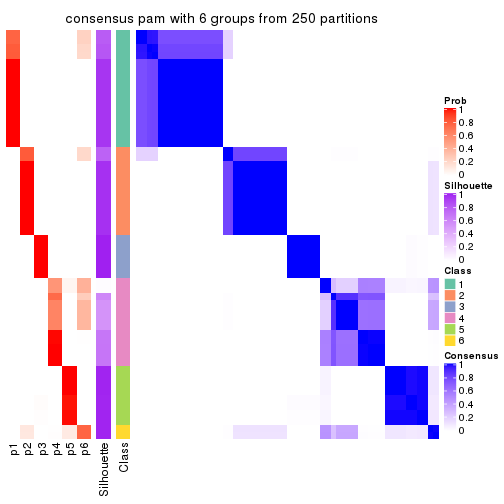 consensus pam with 6 groups from 250 partitions
Prob
1
0.8
0.6
0.4
0.2
0
Silhouette
1
0.8
0.6
0.4
0.2
0
Class
1
2
3
4
5
6
Consensus
1
0.8
0.6
0.4
0.2
0
p1
p2
p3
p4
p5
p6
Silhouette
Class